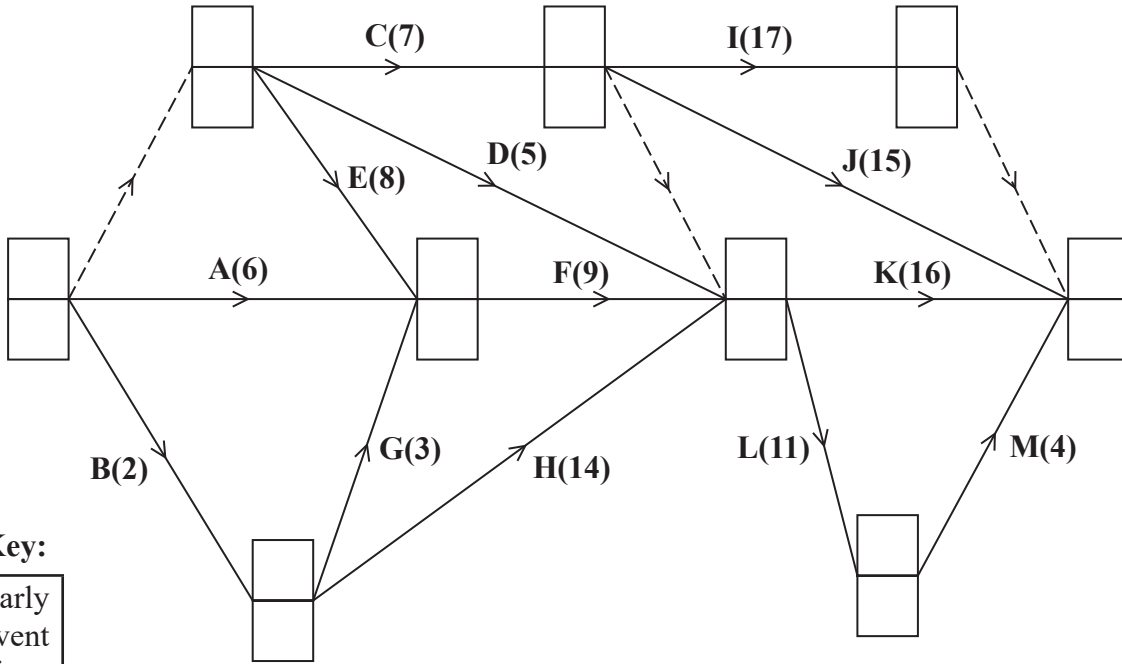 C(7)
I(17)
D(5)
J(15)
E(8)
A(6)
F(9)
K(16)
B(2)
G(3)
H(14)
L(11)
M(4)
Key:
arly
vent